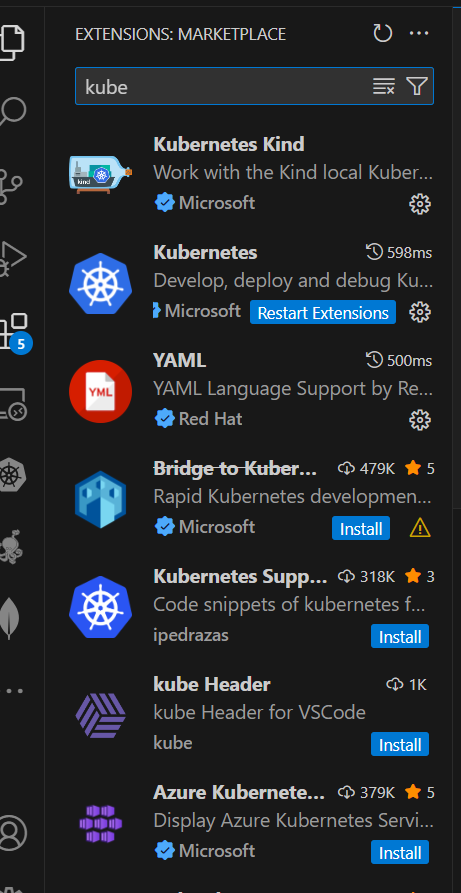 EXTENSIONS: MARKETPLACE
kube
Kubernetes Kind
Work with the Kind local Kuber...
kind
Microsoft
Kubernetes 598ms
Develop, deploy and debug Ku...
Microsoft Restart Extensions
YAML 500ms
YML
YAML Language Support by Re...
Red Hat
5
Bridge to Kuber... 479K 5
Rapid Kubernetes developmen...
Microsoft Install
Kubernetes Supp... 318K 3
Code snippets of kubernetes f...
ipedrazas Install
kube Header 1K
kube Header for VSCode
kube Install
Azure Kubernete... 379K 5
Display Azure Kubernetes Servi...
Microsoft Install